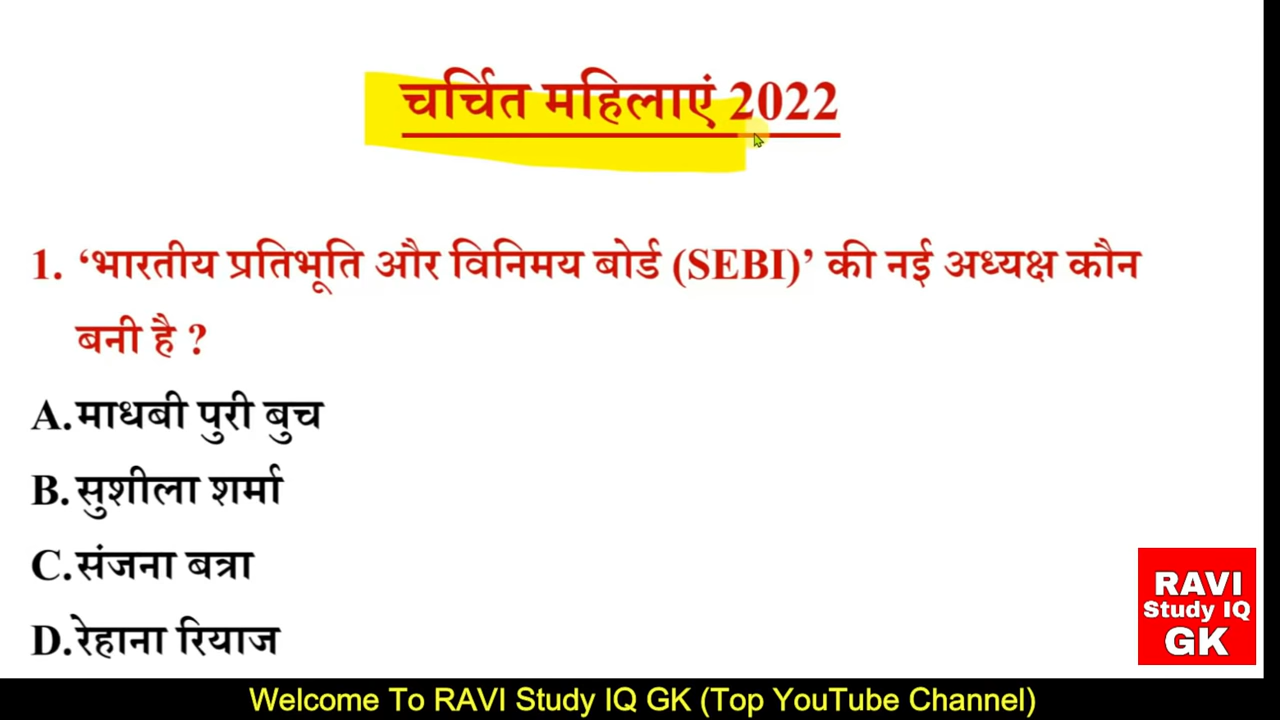 चर्चित महिलाएं 2022
1. ‘भारतीय प्रतिभूति और विनिमय बोर्ड (SEBI)’ की नई अध्यक्ष कौन
बनी है ?
A.माधबी पुरी बुच
B.सुशीला शर्मा
C.संजना बत्रा
D.रेहाना रियाज
RAVI
Study IQ
GK
Welcome To RAVI Study IQ GK (Top YouTube Channel)